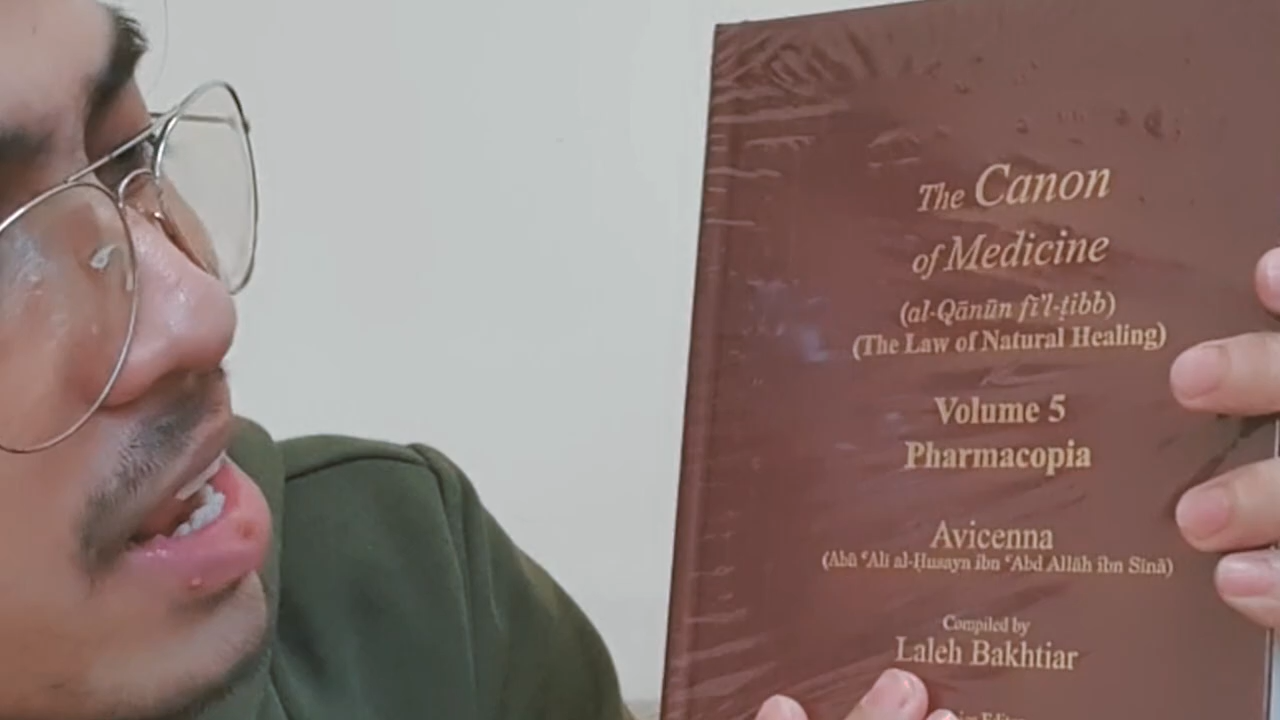 The Canon
of Medicine
(al-Qānūn fī'l-ṭibb)
(The Law of Natural Healing)
Volume 5
Pharmacopia
Avicenna
(Abū ʿAlī al-Ḥusayn ibn ʿAbd Allāh ibn Sīnā)
Compiled by
Laleh Bakhtiar